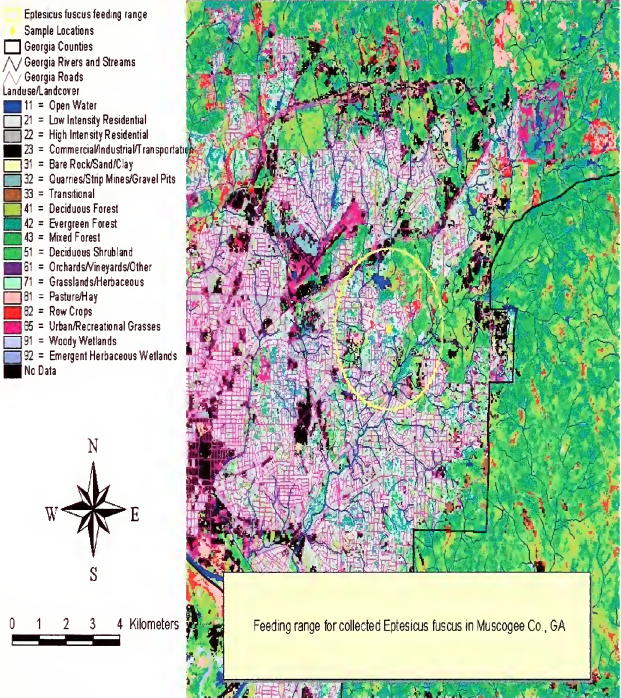 Eptesicus fuscus feeding range
Sample Locations
Georgia Counties
Georgia Rivers and Streams
Georgia Roads
Landuse/Landcover
11 = Open Water
21 = Low Intensity Residential
22 = High Intensity Residential
23 = Commercial/Industrial/Transportation
31 = Bare Rock/Sand/Clay
32 = Quarries/Strip Mines/Gravel Pits
33 = Transitional
41 = Deciduous Forest
42 = Evergreen Forest
43 = Mixed Forest
51 = Deciduous Shrubland
61 = Orchards/Vineyards/Other
71 = Grasslands/Herbaceous
81 = Pasture/Hay
82 = Row Crops
85 = Urban/Recreational Grasses
91 = Woody Wetlands
92 = Emergent Herbaceous Wetlands
No Data
N
W E
S
0 1 2 3 4 Kilometers
Feeding range for collected Eptesicus fuscus in Muscogee Co., GA